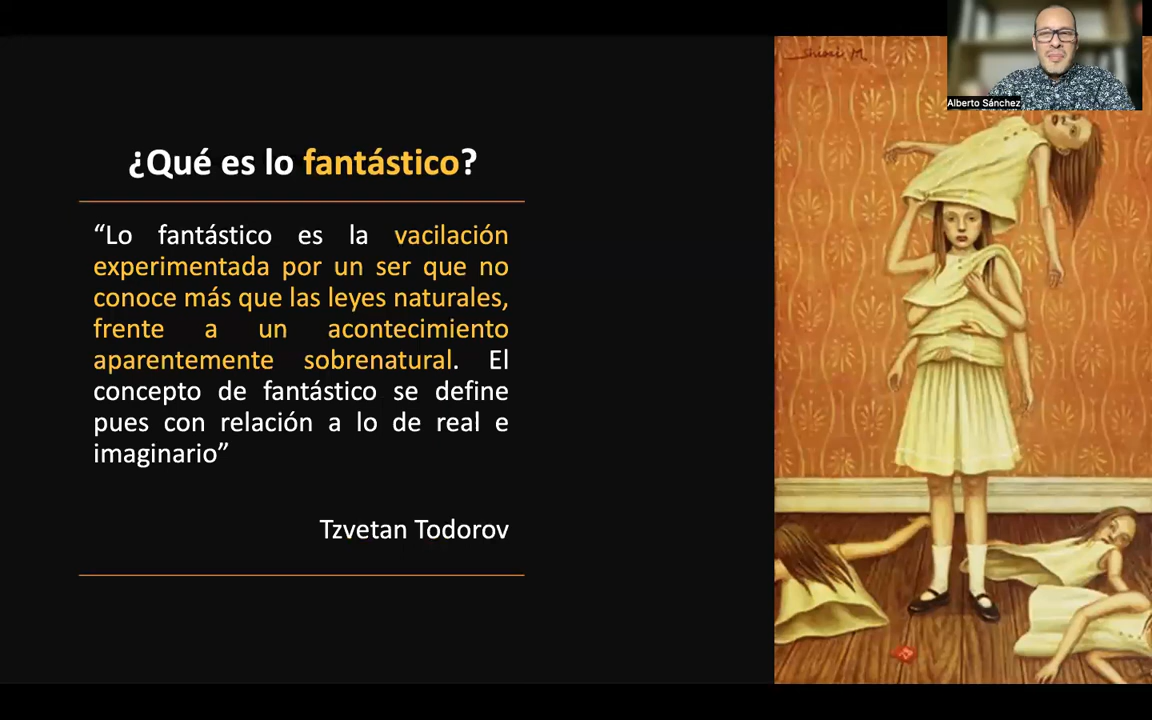 Shiori M.
Alberto Sánchez
¿Qué es lo fantástico?
“Lo fantástico es la vacilación
experimentada por un ser que no
conoce más que las leyes naturales,
frente a un acontecimiento
aparentemente sobrenatural. El
concepto de fantástico se define
pues con relación a lo de real e
imaginario”
Tzvetan Todorov